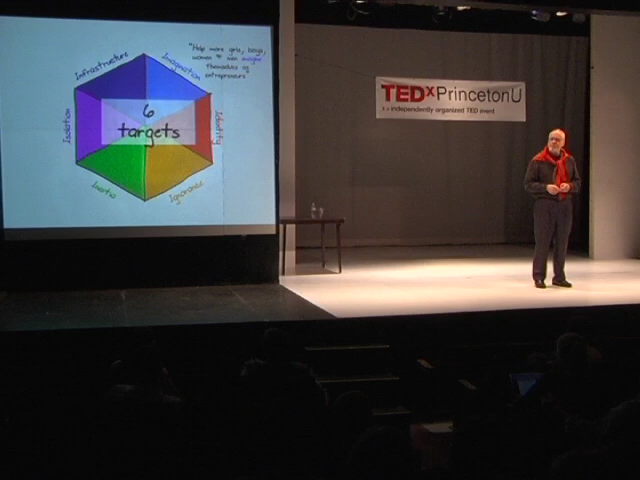 "Help more girls, boys,
women & men imagine
themselves as
entrepreneurs
Infrastructure
Imagination
Isolation
6
targets
Identity
Inertia
Ignorance
TEDxPrincetonU
x = independently organized TED event